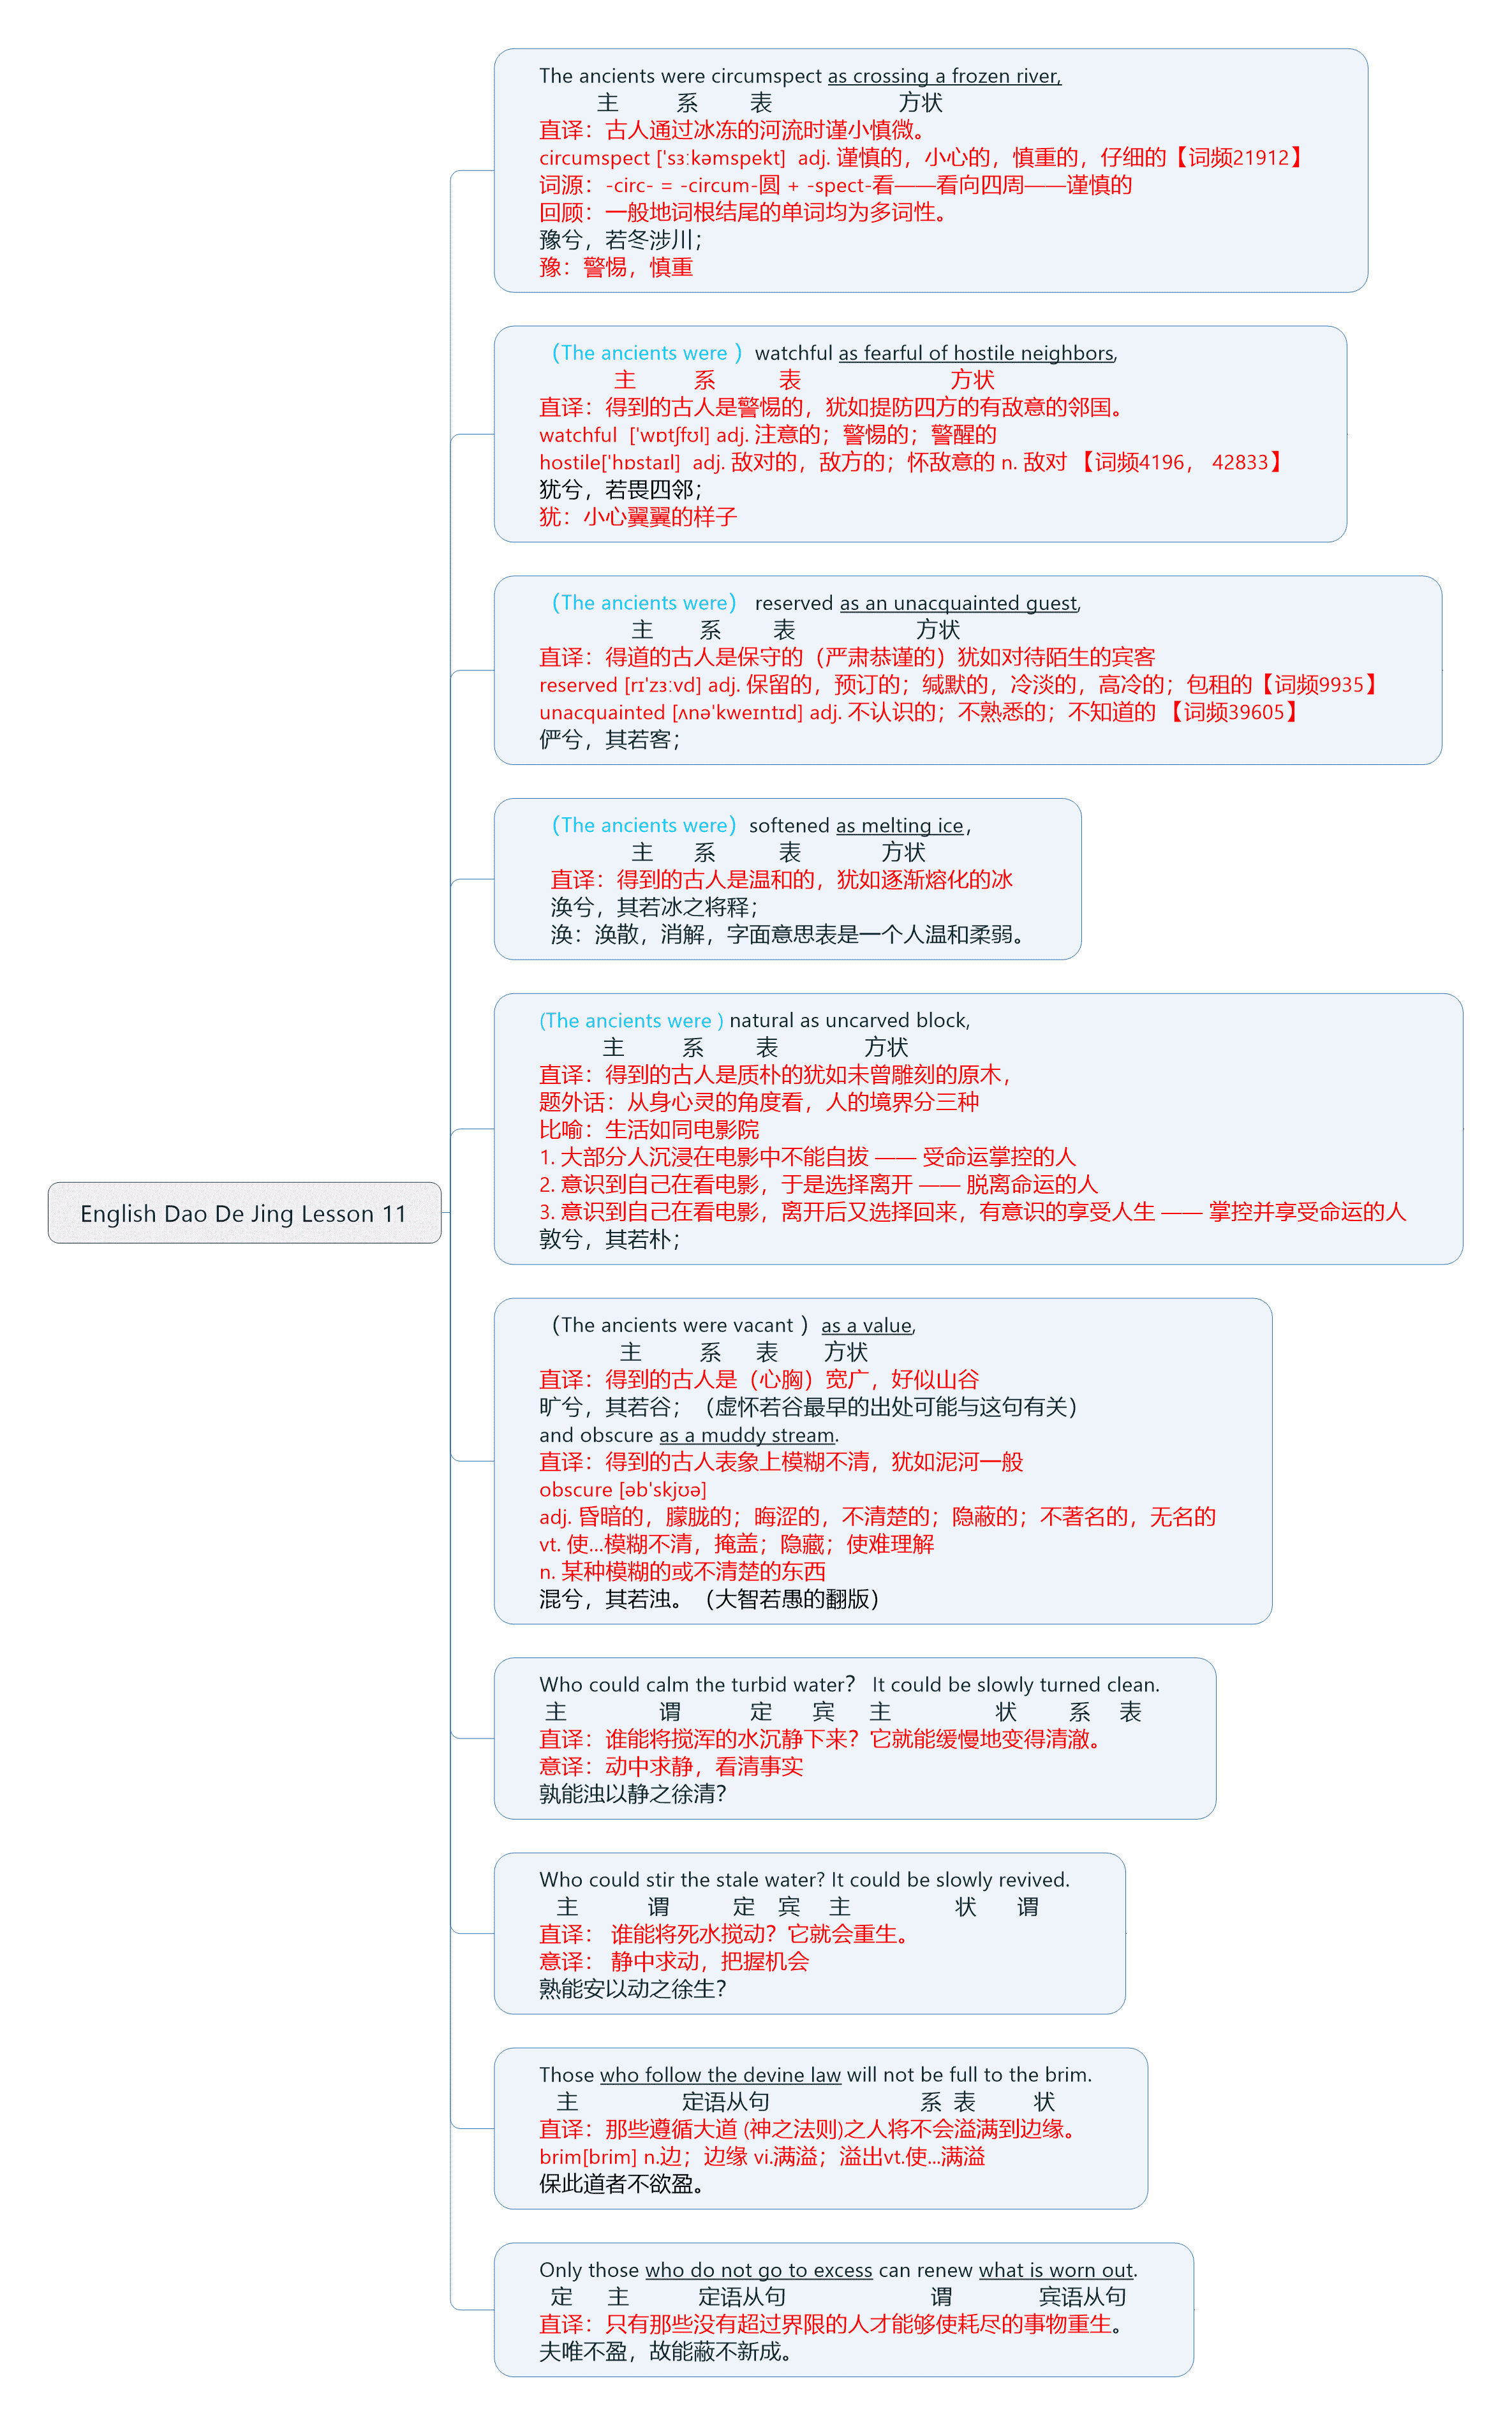 English Dao De Jing Lesson 11
The ancients were circumspect as crossing a frozen river,
主 系 表 方状
直译：古人通过冰冻的河流时谨小慎微。
circumspect ['sɜːkəmspekt] adj. 谨慎的，小心的，慎重的，仔细的【词频21912】
词源：-circ- = -circum-圆 + -spect-看——看向四周——谨慎的
回顾：一般地词根结尾的单词均为多词性。
豫兮，若冬涉川；
豫：警惕，慎重
（The ancients were ）watchful as fearful of hostile neighbors,
主 系 表 方状
直译：得到的古人是警惕的，犹如提防四方的有敌意的邻国。
watchful ['wɒtʃfʊl] adj. 注意的；警惕的；警醒的
hostile['hɒstaɪl] adj. 敌对的，敌方的；怀敌意的 n. 敌对 【词频4196， 42833】
犹兮，若畏四邻；
犹：小心翼翼的样子
（The ancients were） reserved as an unacquainted guest,
主 系 表 方状
直译：得道的古人是保守的（严肃恭谨的）犹如对待陌生的宾客
reserved [rɪ'zɜːvd] adj. 保留的，预订的；缄默的，冷淡的，高冷的；包租的【词频9935】
unacquainted [ʌnə'kweɪntɪd] adj. 不认识的；不熟悉的；不知道的 【词频39605】
俨兮，其若客；
（The ancients were）softened as melting ice，
主 系 表 方状
直译：得到的古人是温和的，犹如逐渐熔化的冰
涣兮，其若冰之将释；
涣：涣散，消解，字面意思表是一个人温和柔弱。
(The ancients were ) natural as uncarved block,
主 系 表 方状
直译：得到的古人是质朴的犹如未曾雕刻的原木，
题外话：从身心灵的角度看，人的境界分三种
比喻：生活如同电影院
1. 大部分人沉浸在电影中不能自拔 —— 受命运掌控的人
2. 意识到自己在看电影，于是选择离开 —— 脱离命运的人
3. 意识到自己在看电影，离开后又选择回来，有意识的享受人生 —— 掌控并享受命运的人
敦兮，其若朴；
（The ancients were vacant ）as a value,
主 系 表 方状
直译：得到的古人是（心胸）宽广，好似山谷
旷兮，其若谷；（虚怀若谷最早的出处可能与这句有关）
and obscure as a muddy stream.
直译：得到的古人表象上模糊不清，犹如泥河一般
obscure [əb'skjʊə]
adj. 昏暗的，朦胧的；晦涩的，不清楚的；隐蔽的；不著名的，无名的
vt. 使...模糊不清，掩盖；隐藏；使难理解
n. 某种模糊的或不清楚的东西
混兮，其若浊。（大智若愚的翻版）
Who could calm the turbid water？ It could be slowly turned clean.
主 谓 定 宾 主 状 系 表
直译：谁能将搅浑的水沉静下来？它就能缓慢地变得清澈。
意译：动中求静，看清事实
孰能浊以静之徐清？
Who could stir the stale water? It could be slowly revived.
主 谓 定 宾 主 状 谓
直译： 谁能将死水搅动？它就会重生。
意译： 静中求动，把握机会
熟能安以动之徐生？
Those who follow the devine law will not be full to the brim.
主 定语从句 系 表 状
直译：那些遵循大道 (神之法则)之人将不会溢满到边缘。
brim[brim] n.边；边缘 vi.满溢；溢出vt.使...满溢
保此道者不欲盈。
Only those who do not go to excess can renew what is worn out.
定 主 定语从句 谓 宾语从句
直译：只有那些没有超过界限的人才能够使耗尽的事物重生。
夫唯不盈，故能蔽不新成。